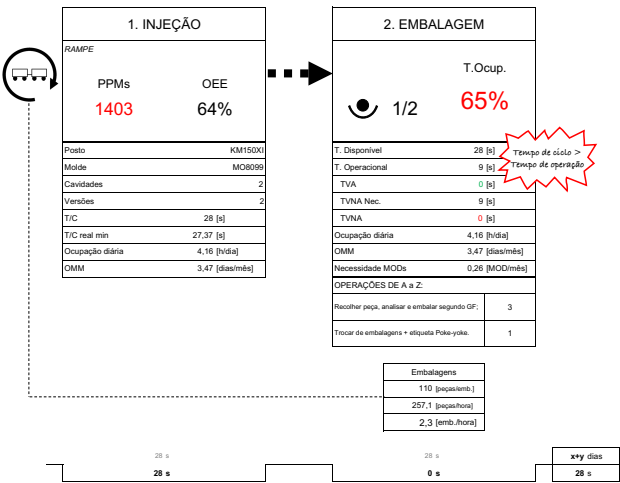 1. INJEÇÃO
RAMPE
PPMs OEE
1403 64%
Posto KM150XI
Molde MO8099
Cavidades 2
Versões 2
T/C 28 [s]
T/C real min 27,37 [s]
Ocupação diária 4,16 [h/dia]
OMM 3,47 [dias/mês]
2. EMBALAGEM
T.Ocup.
1/2 65%
Tempo de ciclo >
Tempo de operação
T. Disponível 28 [s]
T. Operacional 9 [s]
TVA 0 [s]
TVNA Nec. 9 [s]
TVNA 0 [s]
Ocupação diária 4,16 [h/dia]
OMM 3,47 [dias/mês]
Necessidade MODs 0,26 [MOD/mês]
OPERAÇÕES DE A a Z:
Recolher peça, analisar e embalar segundo GF; 3
Trocar de embalagens + etiqueta Poke-yoke. 1
Embalagens
110 [peças/emb.]
257,1 [peças/hora]
2,3 [emb./hora]
28 s 28 s x+y dias
28 s 0 s 28 s